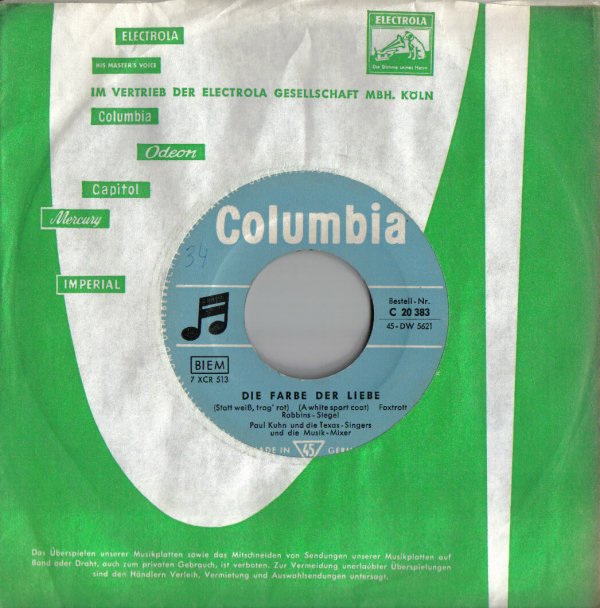 ELECTROLA
ELECTROLA
Die Stimme seines Herrn
HIS MASTER'S VOICE
IM VERTRIEB DER ELECTROLA GESELLSCHAFT MBH. KÖLN
Columbia
Odeon
Capitol
Mercury
IMPERIAL
Columbia
34
Bestell-Nr.
C 20 383
45-DW 5621
BIEM
7 XCR 513
DIE FARBE DER LIEBE
(Statt weiß, trag' rot) (A white sport coat) Foxtrott
Robbins-Siegel
Paul Kuhn und die Texas-Singers
und die Musik-Mixer
ADE IN 45 GER
Das Überspielen unserer Musikplatten sowie das Mitschneiden von Sendungen unserer Musikplatten auf
Band oder Draht, auch zum privaten Gebrauch, ist verboten. Zur Vermeidung unerlaubter Überspielungen
sind den Händlern Verleih, Vermietung und Auswahlsendungen untersagt.